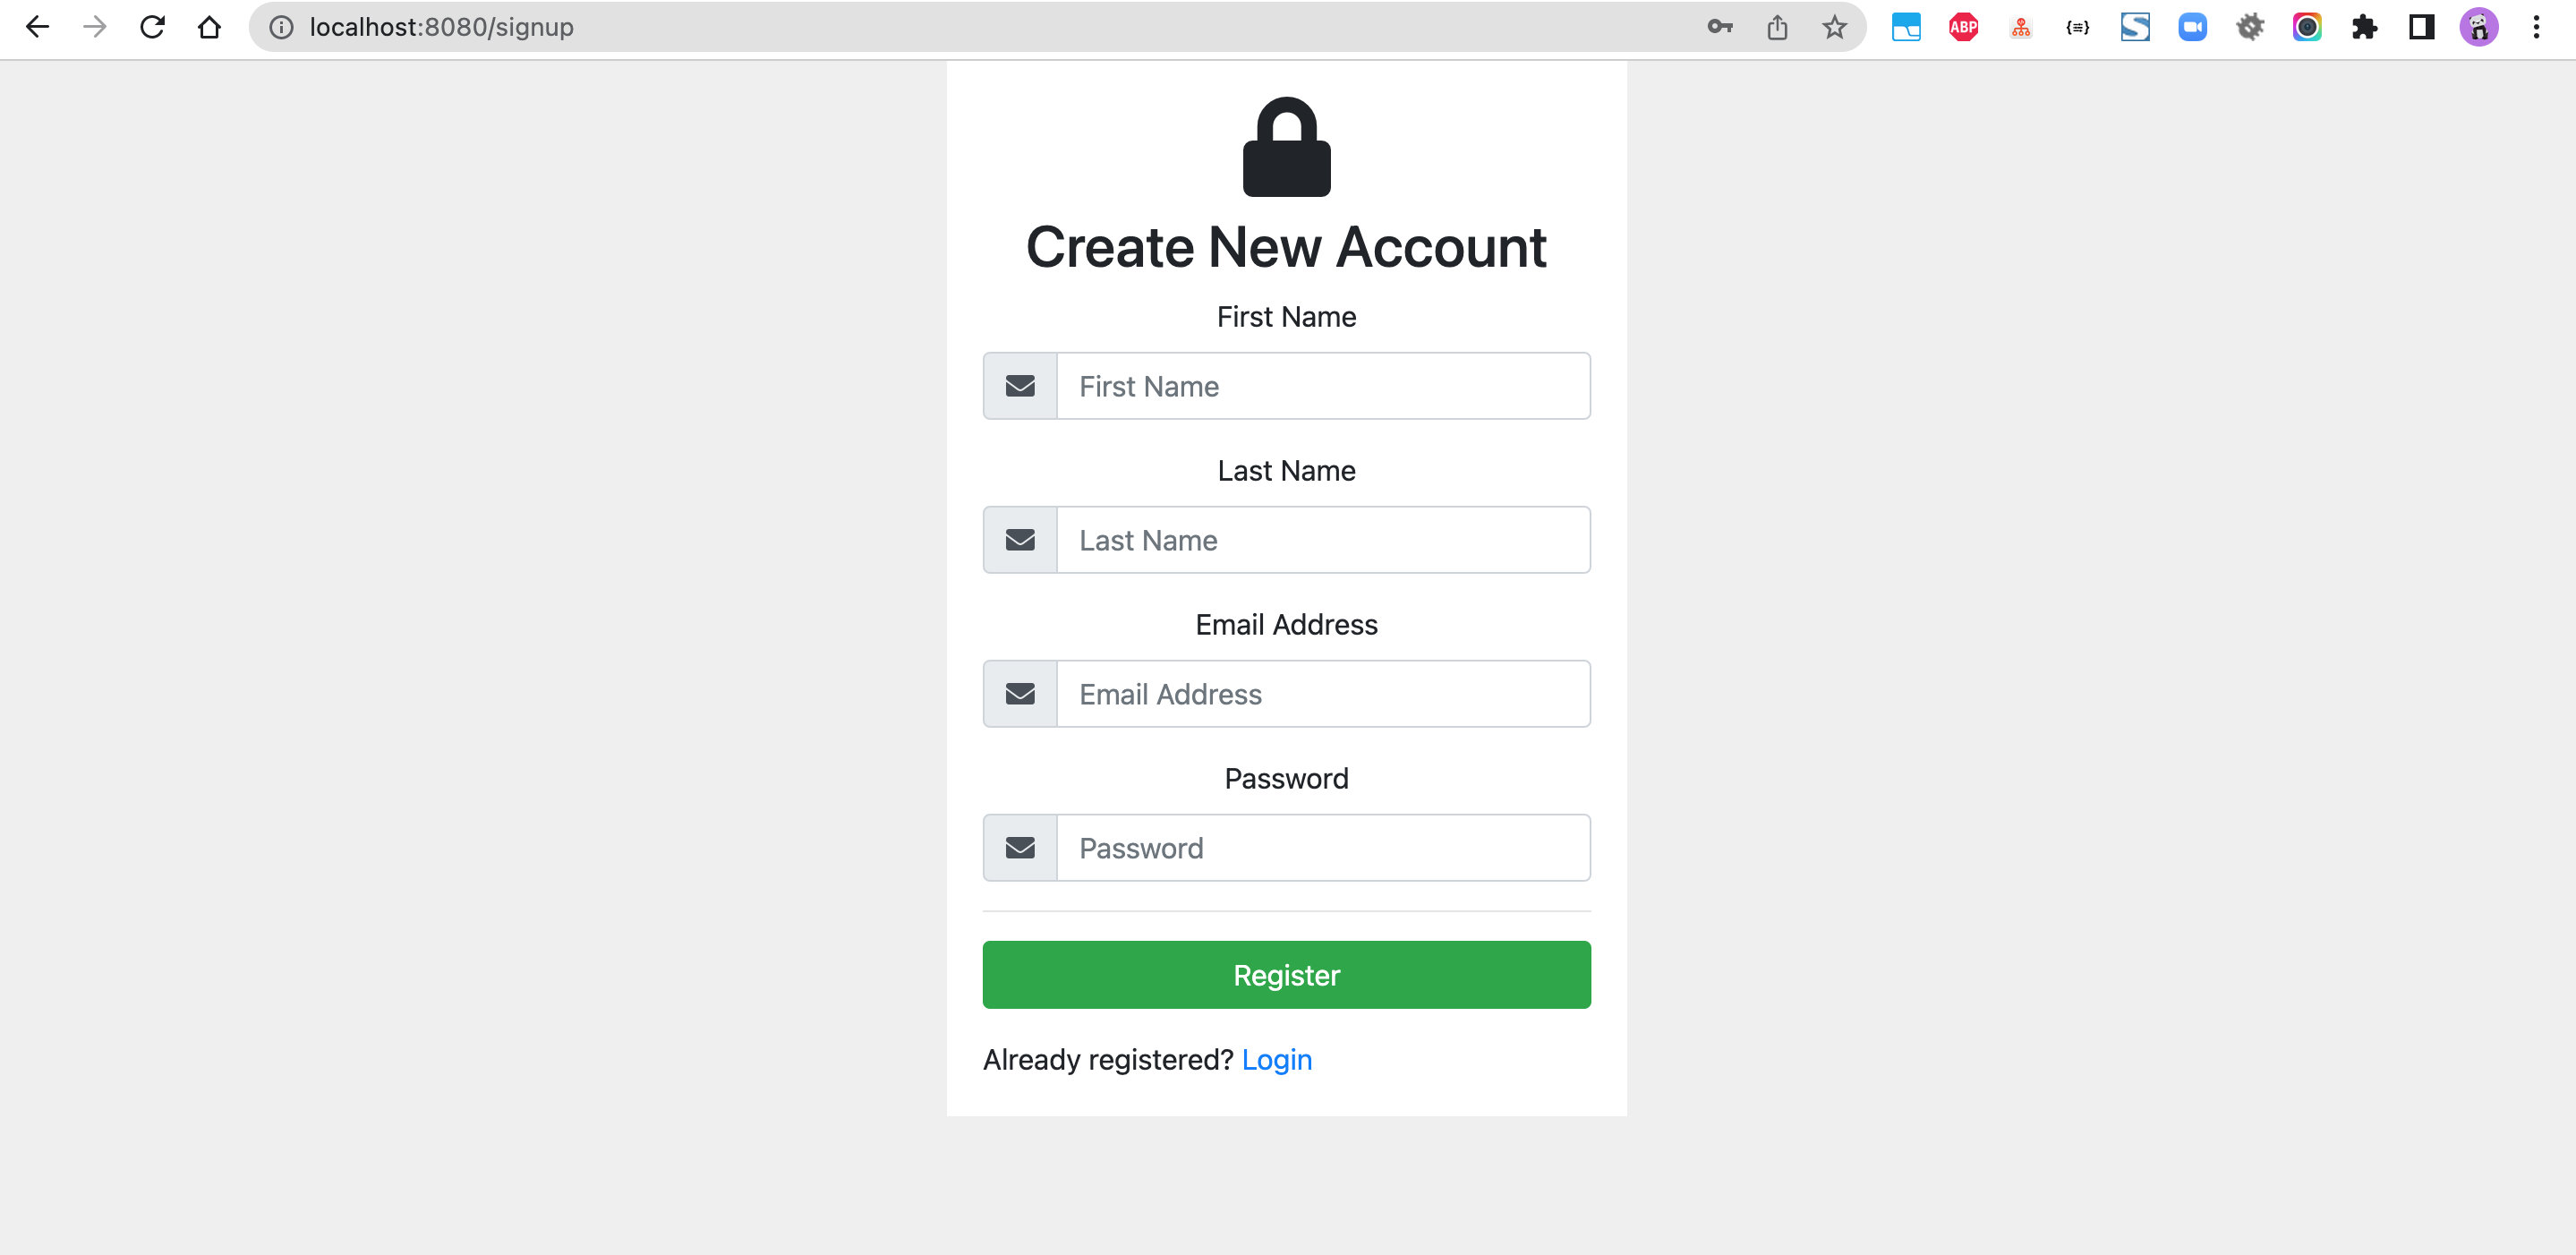 localhost:8080/signup
ABP
Create New Account
First Name
First Name
Last Name
Last Name
Email Address
Email Address
Password
Password
Register
Already registered? Login